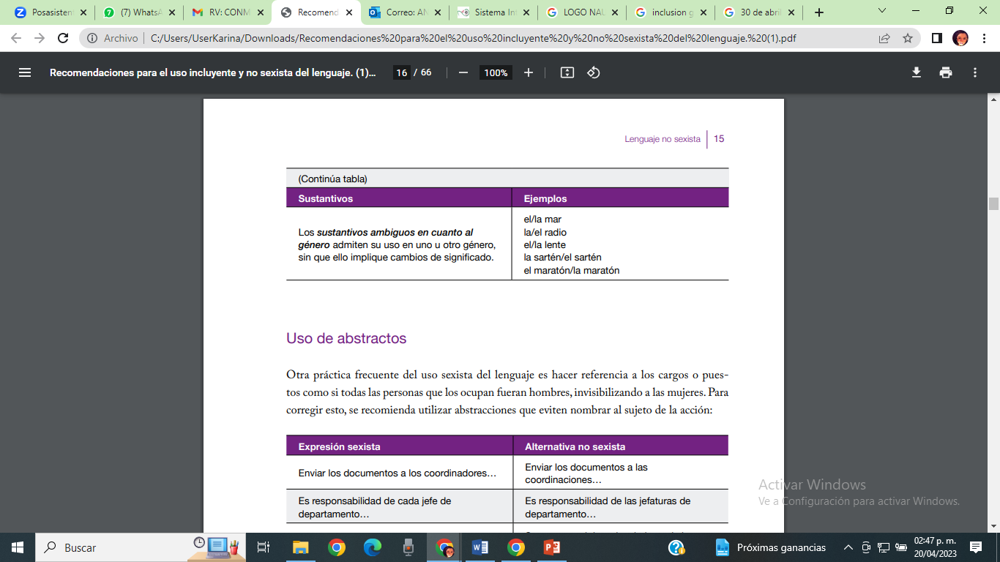 Posasistent
(7) WhatsA
RV: CONM
Recomend
Correo: AN
Sistema Int
LOGO NAU
inclusion g
30 de abril
Archivo
C:/Users/UserKarina/Downloads/Recomendaciones%20para%20el%20uso%20incluyente%20y%20no%20sexista%20del%20lenguaje.%20(1).pdf
Recomendaciones para el uso incluyente y no sexista del lenguaje. (1)...
16 / 66
100%
Lenguaje no sexista 15
(Continúa tabla)
Sustantivos
Ejemplos
Los sustantivos ambiguos en cuanto al
género admiten su uso en uno u otro género,
sin que ello implique cambios de significado.
el/la mar
la/el radio
el/la lente
la sartén/el sartén
el maratón/la maratón
Uso de abstractos
Otra práctica frecuente del uso sexista del lenguaje es hacer referencia a los cargos o pues-
tos como si todas las personas que los ocupan fueran hombres, invisibilizando a las mujeres. Para
corregir esto, se recomienda utilizar abstracciones que eviten nombrar al sujeto de la acción:
Expresión sexista
Alternativa no sexista
Enviar los documentos a los coordinadores…
Enviar los documentos a las
coordinaciones…
Es responsabilidad de cada jefe de
departamento…
Es responsabilidad de las jefaturas de
departamento…
Activar Windows
Ve a Configuración para activar Windows.
Buscar
Próximas ganancias
02:47 p. m.
20/04/2023